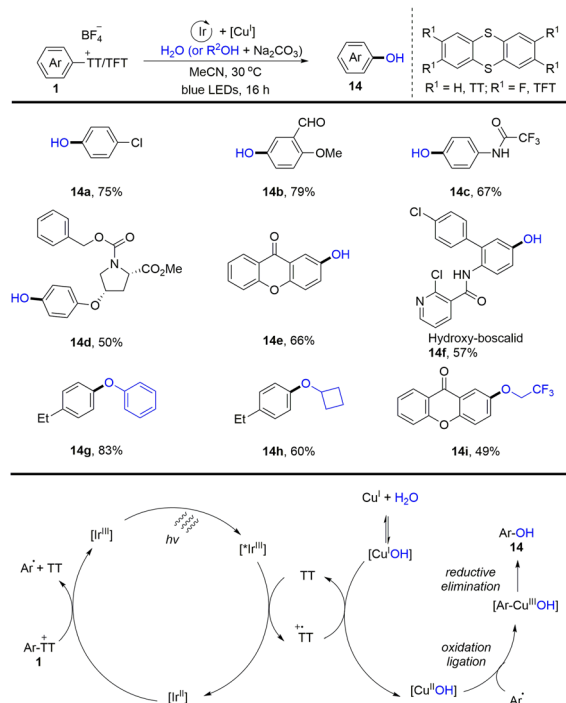 BF₄
Ar
⁺TT/TFT
1
Ir + [Cuᴵ]
H₂O (or R²OH + Na₂CO₃)
MeCN, 30 °C
blue LEDs, 16 h
Ar OH
14
R¹ S R¹
R¹ S R¹
R¹ = H, TT; R¹ = F, TFT
HO Cl
14a, 75%
CHO
HO OMe
14b, 79%
O
CF₃
HO NH
14c, 67%
O O
N
CO₂Me
HO O
14d, 50%
O
OH
O
14e, 66%
Cl
OH
Cl HN
N O
Hydroxy-boscalid
14f, 57%
O
Et
14g, 83%
O
Et
14h, 60%
O
O CF₃
O
14i, 49%
[Irᴵᴵᴵ]
hv
[*Irᴵᴵᴵ]
Ar• + TT
Ar-TT⁺
1
[Irᴵᴵ]
TT
⁺•TT
Cuᴵ + H₂O
[CuᴵOH]
[CuᴵᴵOH]
Ar-OH
14
reductive
elimination
[Ar-CuᴵᴵᴵOH]
oxidation
ligation
Ar•